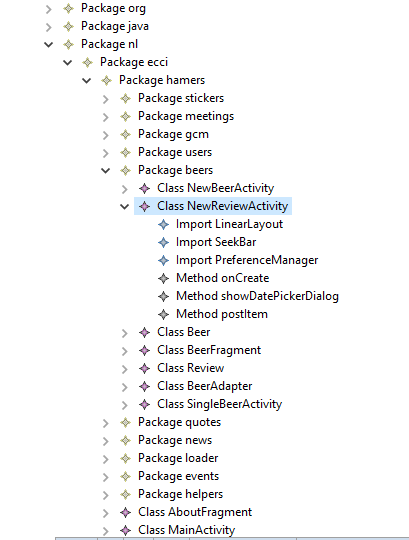 Package org
Package java
Package nl
Package ecci
Package hamers
Package stickers
Package meetings
Package gcm
Package users
Package beers
Class NewBeerActivity
Class NewReviewActivity
Import LinearLayout
Import SeekBar
Import PreferenceManager
Method onCreate
Method showDatePickerDialog
Method postItem
Class Beer
Class BeerFragment
Class Review
Class BeerAdapter
Class SingleBeerActivity
Package quotes
Package news
Package loader
Package events
Package helpers
Class AboutFragment
Class MainActivity